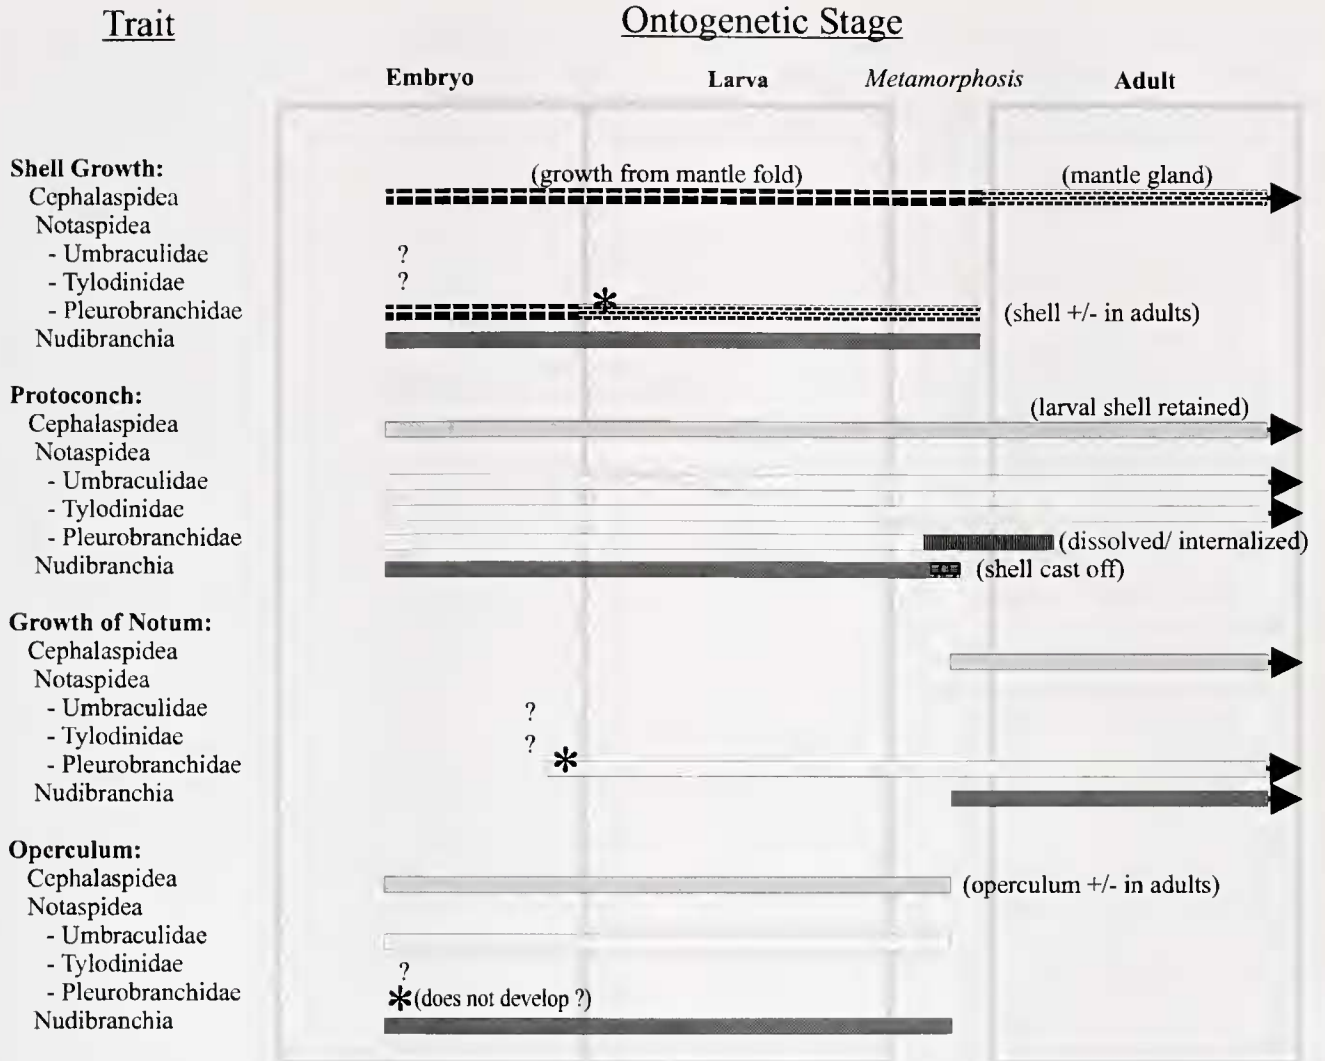 Trait
Ontogenetic Stage
Embryo Larva Metamorphosis Adult
Shell Growth:
(growth from mantle fold) (mantle gland)
Cephalaspidea
Notaspidea
- Umbraculidae ?
- Tylodinidae ?
- Pleurobranchidae * (shell +/- in adults)
Nudibranchia
Protoconch:
Cephalaspidea (larval shell retained)
Notaspidea
- Umbraculidae
- Tylodinidae
- Pleurobranchidae (dissolved/ internalized)
Nudibranchia (shell cast off)
Growth of Notum:
Cephalaspidea
Notaspidea
- Umbraculidae ?
- Tylodinidae ?
- Pleurobranchidae *
Nudibranchia
Operculum:
Cephalaspidea (operculum +/- in adults)
Notaspidea
- Umbraculidae
- Tylodinidae ?
- Pleurobranchidae *(does not develop ?)
Nudibranchia